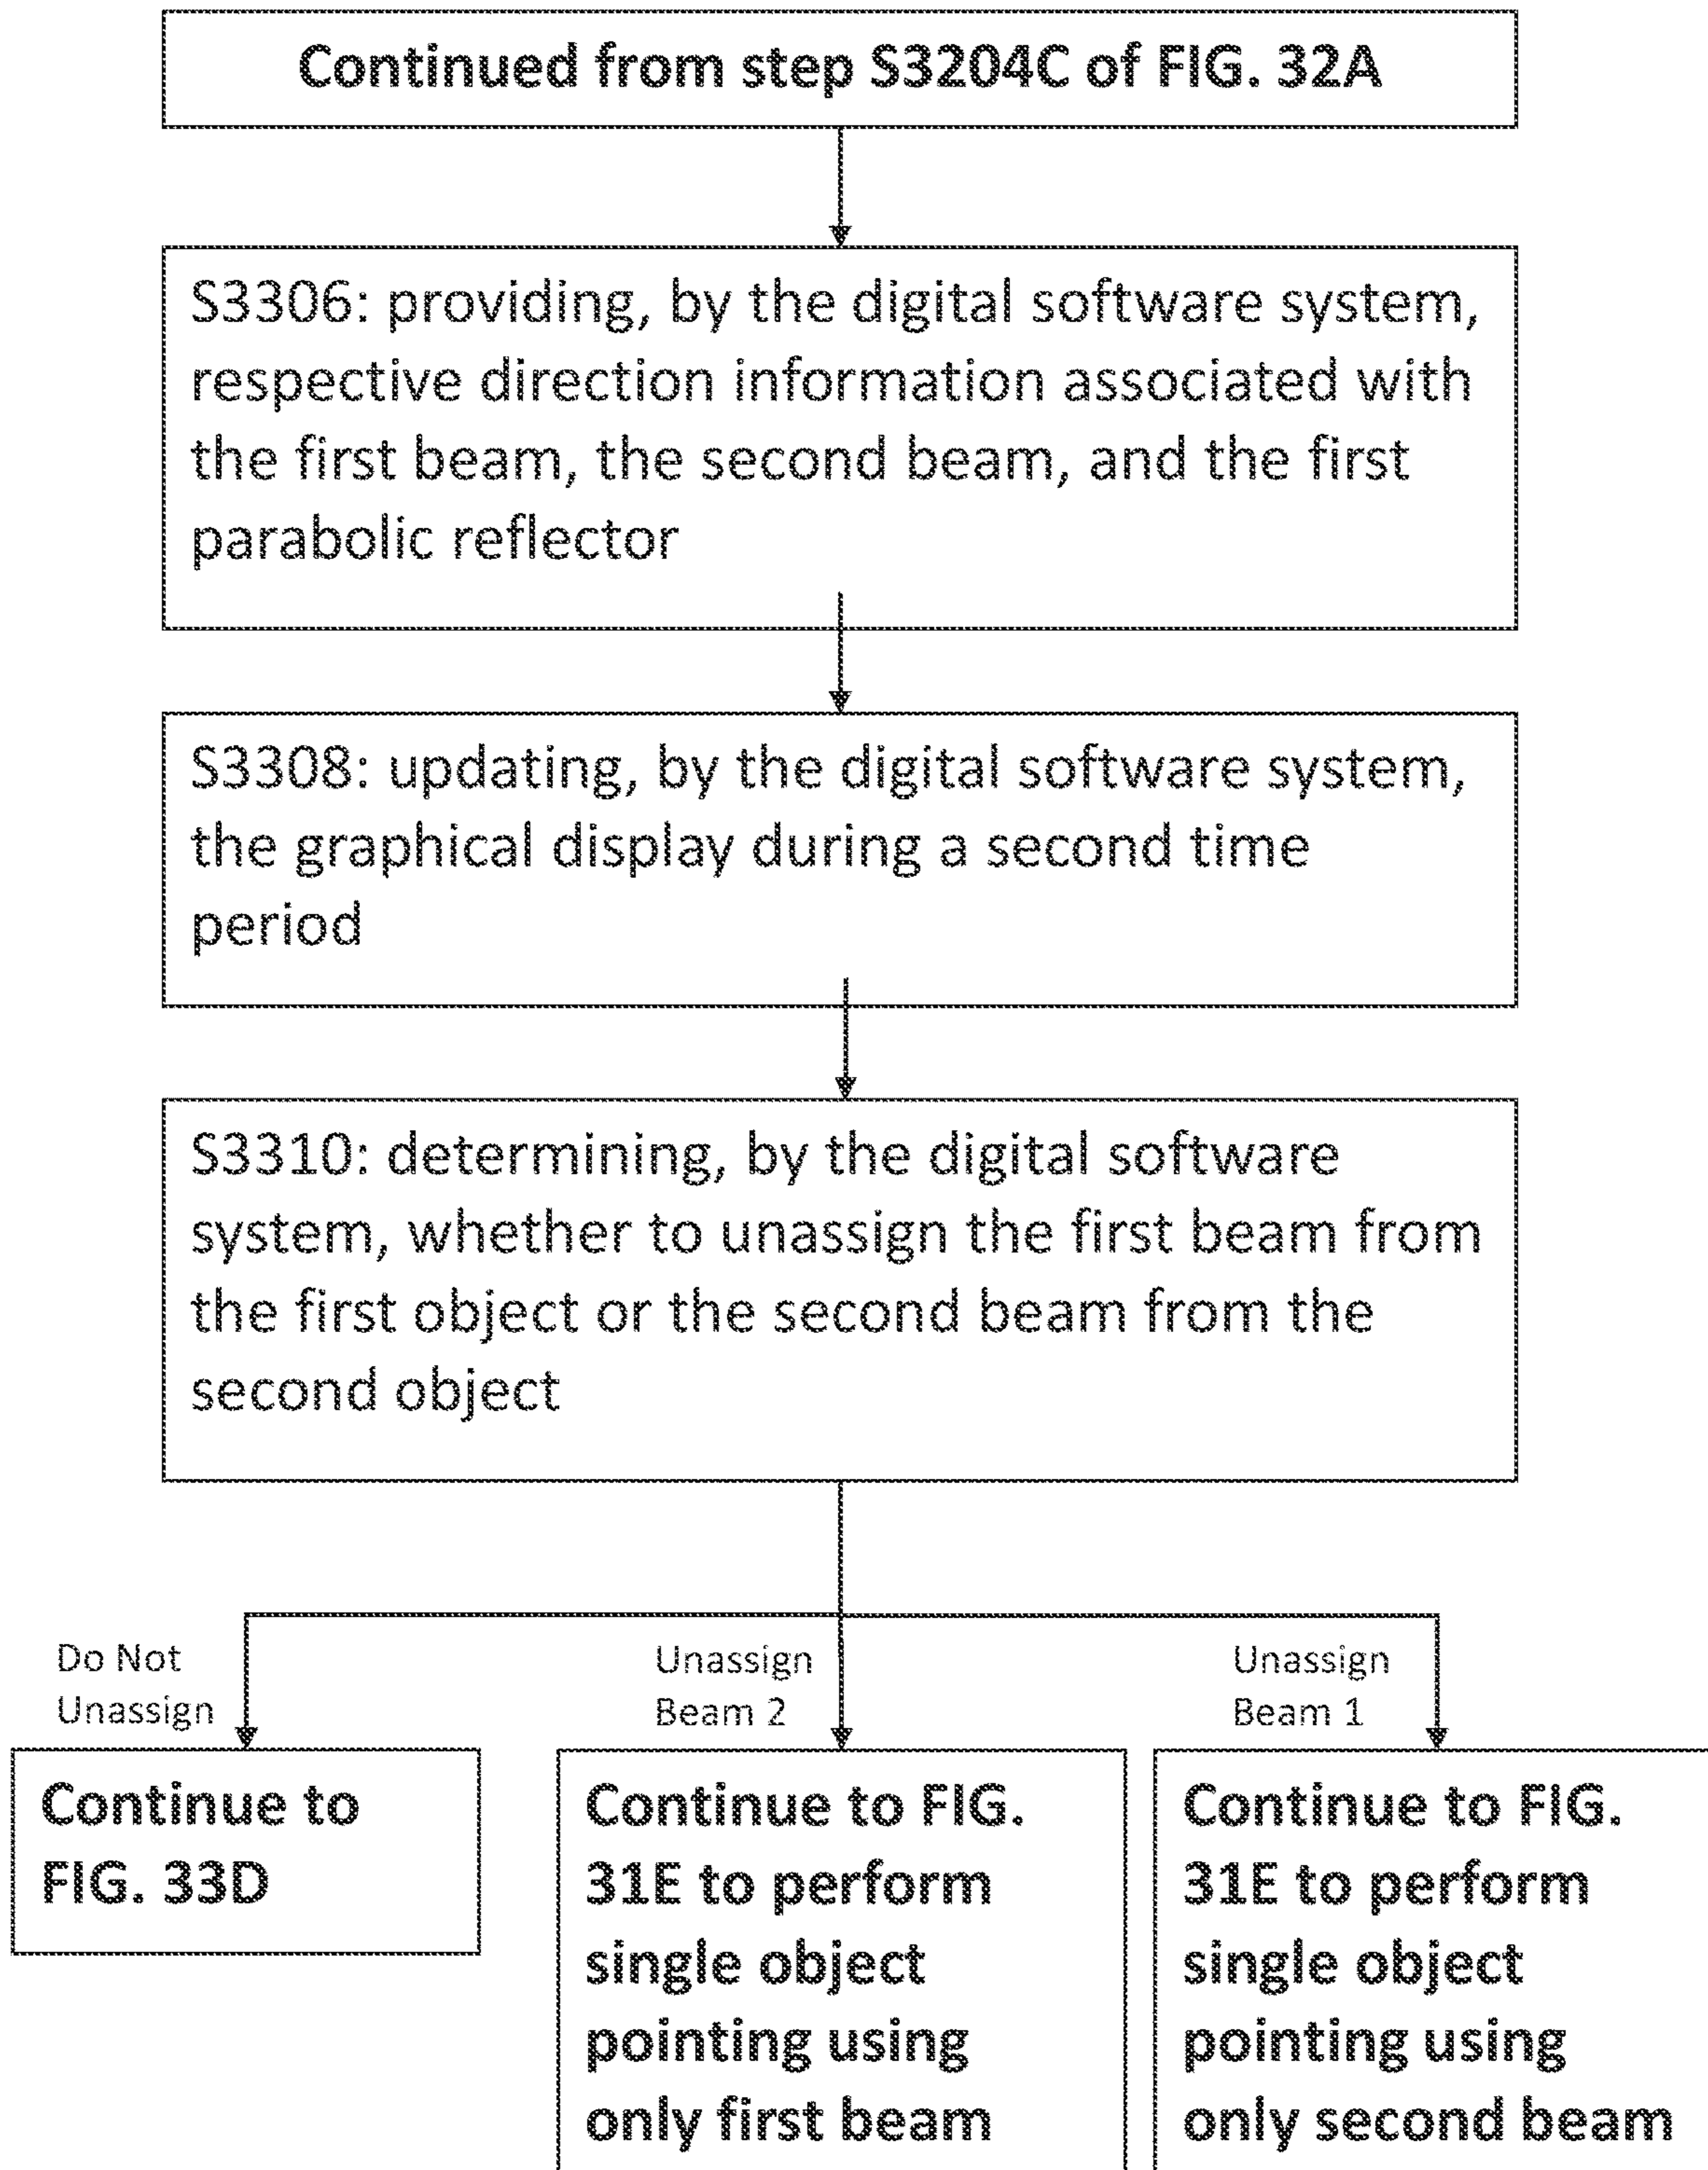 Continued from step S3204C of FIG. 32A
S3306: providing, by the digital software system,
respective direction information associated with
the first beam, the second beam, and the first
parabolic reflector
S3308: updating, by the digital software system,
the graphical display during a second time
period
S3310: determining, by the digital software
system, whether to unassign the first beam from
the first object or the second beam from the
second object
Do Not
Unassign
Unassign
Beam 2
Unassign
Beam 1
Continue to
FIG. 33D
Continue to FIG.
31E to perform
single object
pointing using
only first beam
Continue to FIG.
31E to perform
single object
pointing using
only second beam